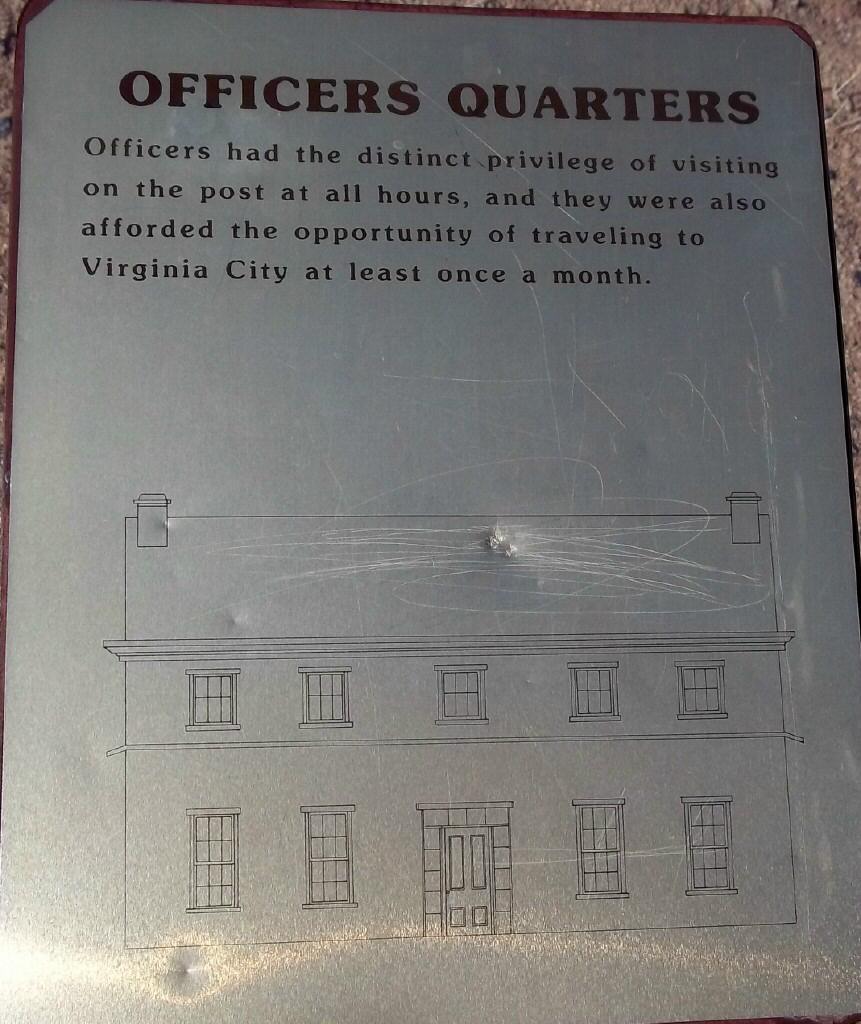 OFFICERS QUARTERS
Officers had the distinct privilege of visiting
on the post at all hours, and they were also
afforded the opportunity of traveling to
Virginia City at least once a month.